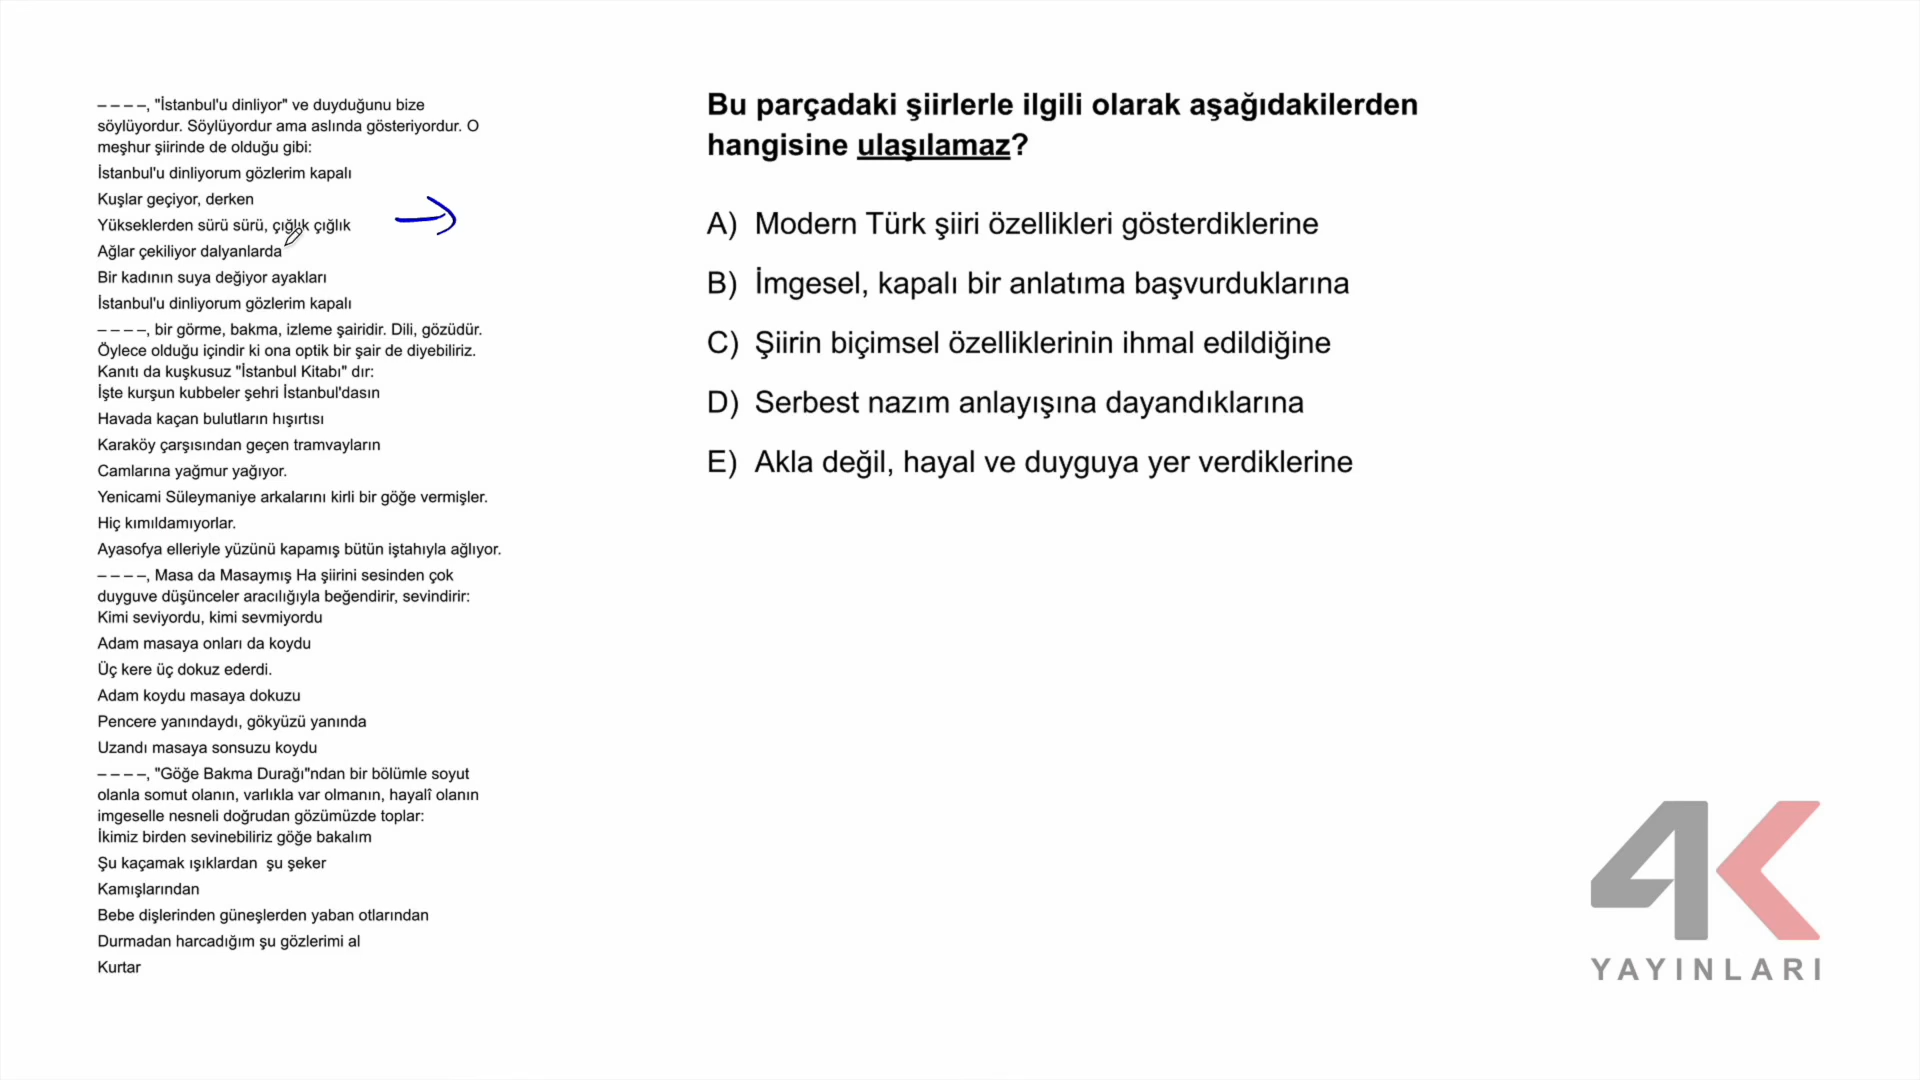 – – – –, "İstanbul'u dinliyor" ve duyduğunu bize
söylüyordur. Söylüyordur ama aslında gösteriyordur. O
meşhur şiirinde de olduğu gibi:
İstanbul'u dinliyorum gözlerim kapalı
Kuşlar geçiyor, derken
Yükseklerden sürü sürü, çığlık çığlık
Ağlar çekiliyor dalyanlarda
Bir kadının suya değiyor ayakları
İstanbul'u dinliyorum gözlerim kapalı
– – – –, bir görme, bakma, izleme şairidir. Dili, gözüdür.
Öylece olduğu içindir ki ona optik bir şair de diyebiliriz.
Kanıtı da kuşkusuz "İstanbul Kitabı" dır:
İşte kurşun kubbeler şehri İstanbul'dasın
Havada kaçan bulutların hışırtısı
Karaköy çarşısından geçen tramvayların
Camlarına yağmur yağıyor.
Yenicami Süleymaniye arkalarını kirli bir göğe vermişler.
Hiç kımıldamıyorlar.
Ayasofya elleriyle yüzünü kapamış bütün iştahıyla ağlıyor.
– – – –, Masa da Masaymış Ha şiirini sesinden çok
duyguve düşünceler aracılığıyla beğendirir, sevindirir:
Kimi seviyordu, kimi sevmiyordu
Adam masaya onları da koydu
Üç kere üç dokuz ederdi.
Adam koydu masaya dokuzu
Pencere yanındaydı, gökyüzü yanında
Uzandı masaya sonsuzu koydu
– – – –, "Göğe Bakma Durağı"ndan bir bölümle soyut
olanla somut olanın, varlıkla var olmanın, hayalî olanın
imgeselle nesneli doğrudan gözümüzde toplar:
İkimiz birden sevinebiliriz göğe bakalım
Şu kaçamak ışıklardan şu şeker
Kamışlarından
Bebe dişlerinden güneşlerden yaban otlarından
Durmadan harcadığım şu gözlerimi al
Kurtar
Bu parçadaki şiirlerle ilgili olarak aşağıdakilerden
hangisine ulaşılamaz?
A) Modern Türk şiiri özellikleri gösterdiklerine
B) İmgesel, kapalı bir anlatıma başvurduklarına
C) Şiirin biçimsel özelliklerinin ihmal edildiğine
D) Serbest nazım anlayışına dayandıklarına
E) Akla değil, hayal ve duyguya yer verdiklerine
4K
YAYINLARI